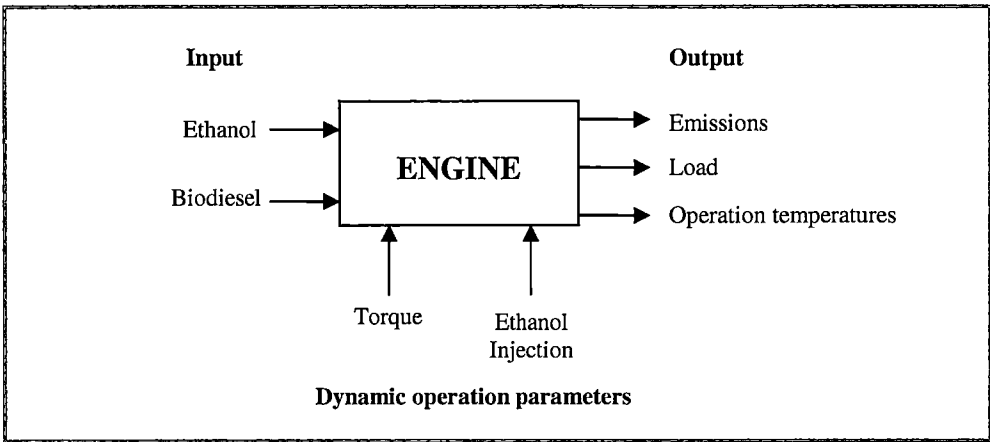 Input
Output
Ethanol
Biodiesel
ENGINE
Emissions
Load
Operation temperatures
Torque
Ethanol
Injection
Dynamic operation parameters